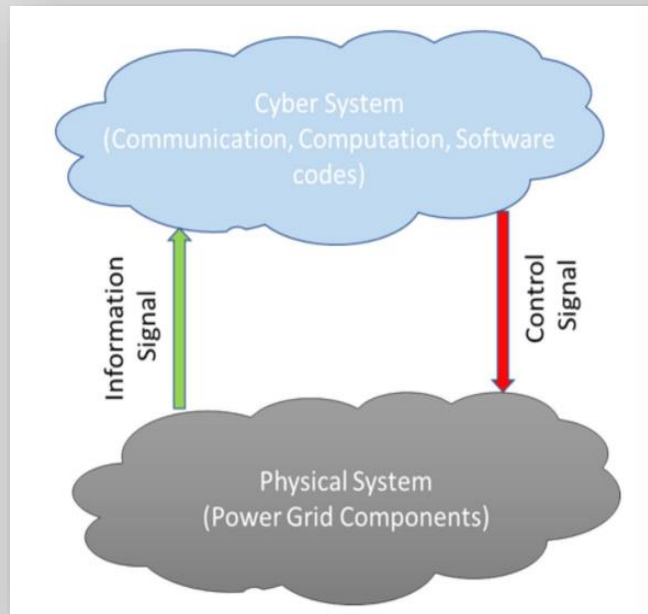 Cyber System
(Communication, Computation, Software
codes)
Information
Signal
Control
Signal
Physical System
(Power Grid Components)